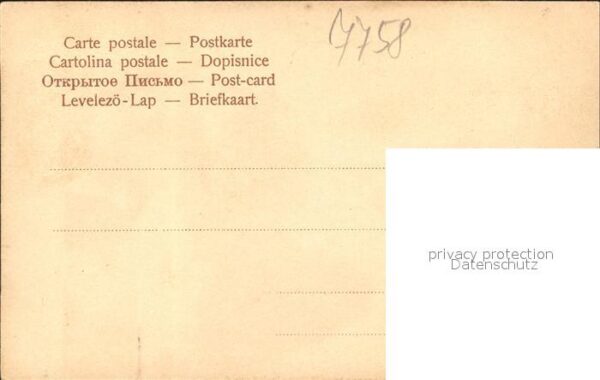 Carte postale — Postkarte
Cartolina postale — Dopisnice
Открытое Письмо — Post-card
Levelező-Lap — Briefkaart.
7758
privacy protection
Datenschutz